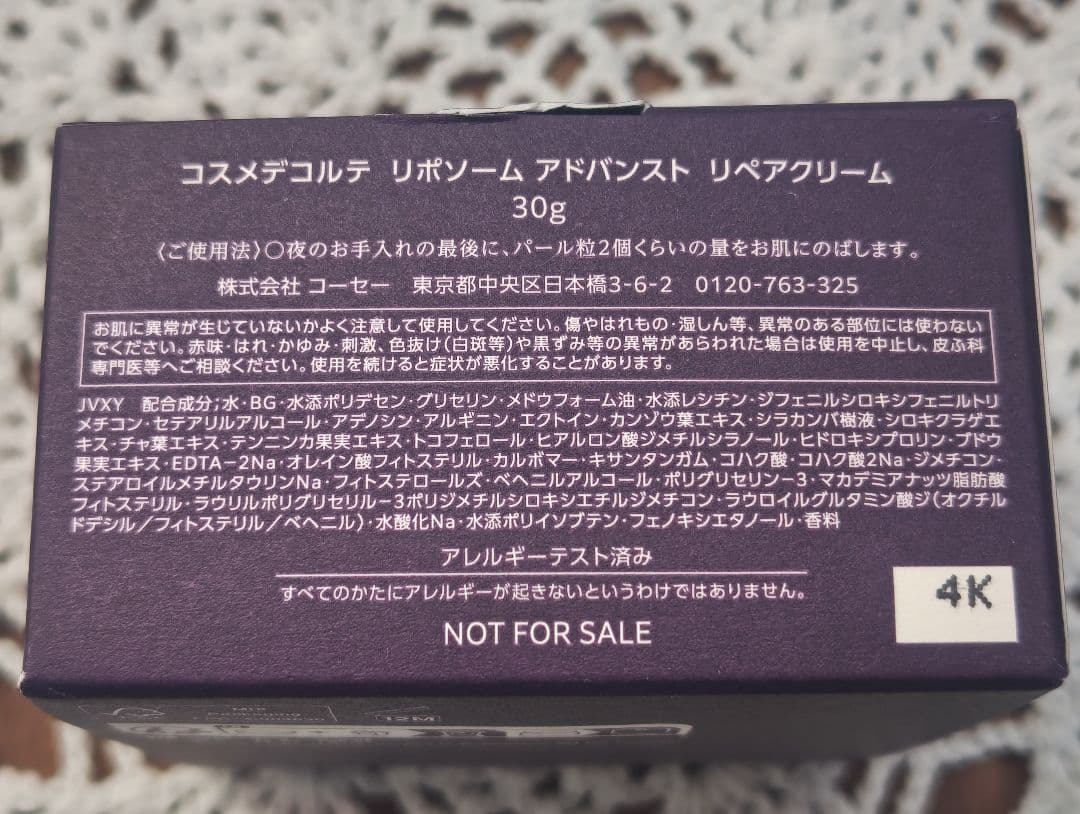 コスメデコルテ リポソーム アドバンスト リペアクリーム
30g
〈ご使用法〉○夜のお手入れの最後に、パール粒2個くらいの量をお肌にのばします。
株式会社 コーセー 東京都中央区日本橋3-6-2 0120-763-325
お肌に異常が生じていないかよく注意して使用してください。傷やはれもの・湿しん等、異常のある部位には使わない
でください。赤味・はれ・かゆみ・刺激、色抜け(白斑等)や黒ずみ等の異常があらわれた場合は使用を中止し、皮ふ科
専門医等へご相談ください。使用を続けると症状が悪化することがあります。
JVXY 配合成分;水・BG・水添ポリデセン・グリセリン・メドウフォーム油・水添レシチン・ジフェニルシロキシフェニルトリ
メチコン・セテアリルアルコール・アデノシン・アルギニン・エクトイン・カンゾウ葉エキス・シラカンバ樹液・シロキクラゲエ
キス・チャ葉エキス・テンニンカ果実エキス・トコフェロール・ヒアルロン酸ジメチルシラノール・ヒドロキシプロリン・ブドウ
果実エキス・EDTA-2Na・オレイン酸フィトステリル・カルボマー・キサンタンガム・コハク酸・コハク酸2Na・ジメチコン・
ステアロイルメチルタウリンNa・フィトステロールズ・ベヘニルアルコール・ポリグリセリン-3・マカデミアナッツ脂肪酸
フィトステリル・ラウリルポリグリセリル-3ポリジメチルシロキシエチルジメチコン・ラウロイルグルタミン酸ジ(オクチル
ドデシル/フィトステリル/ベヘニル)・水酸化Na・水添ポリイソブテン・フェノキシエタノール・香料
アレルギーテスト済み
すべてのかたにアレルギーが起きないというわけではありません。
4K
NOT FOR SALE
12M